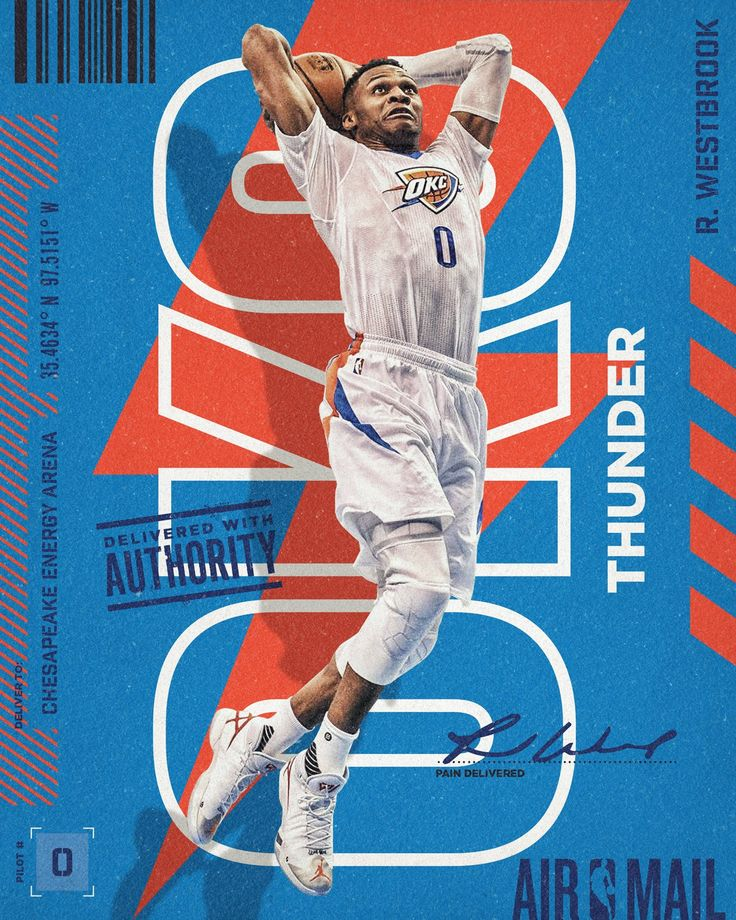 R. WESTBROOK
35.4634° N 97.5151° W
OKC
OKC
0
THUNDER
DELIVERED WITH
AUTHORITY
DELIVER TO:
CHESAPEAKE ENERGY ARENA
PAIN DELIVERED
PILOT #
0
AIR MAIL